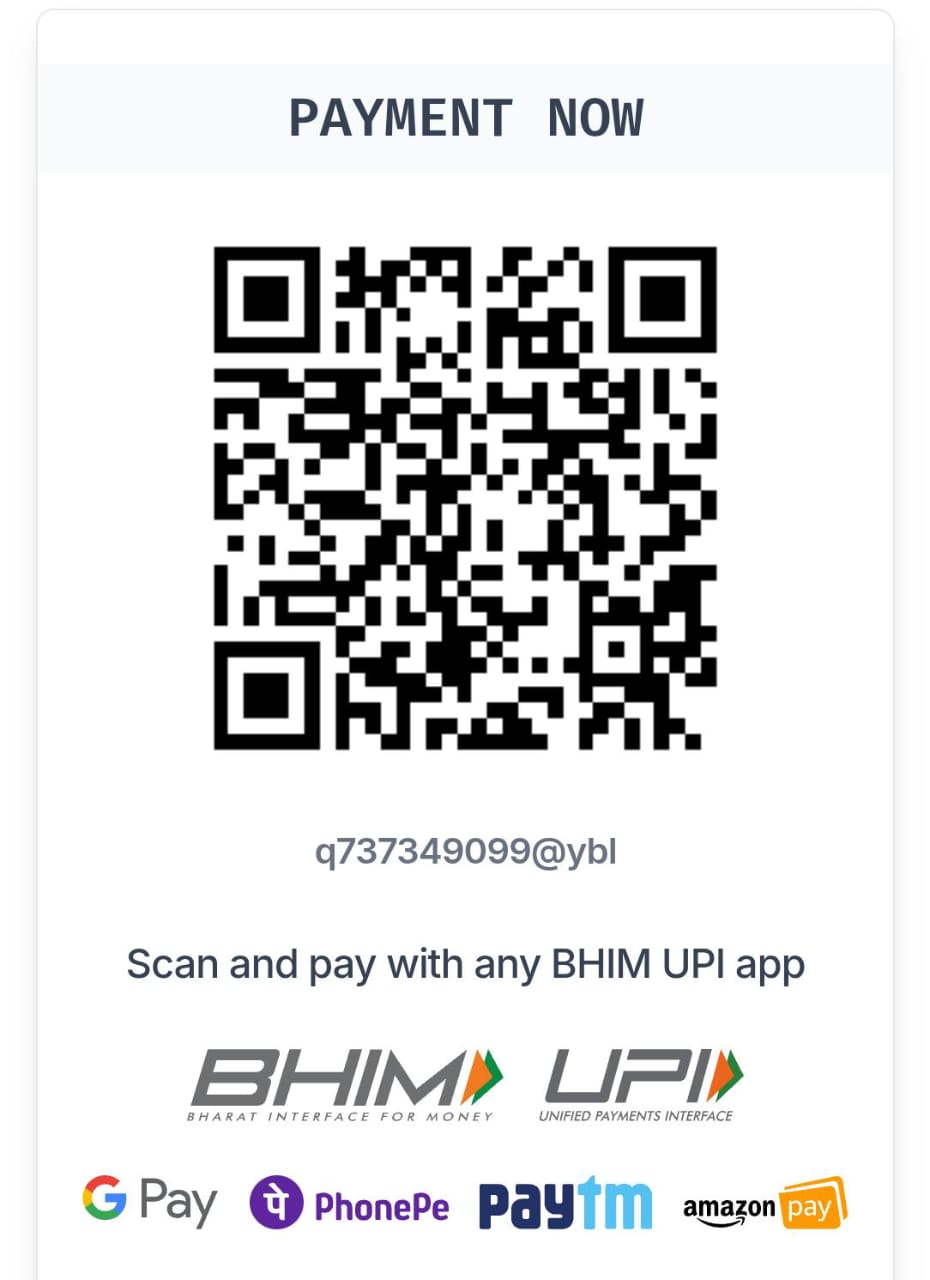 PAYMENT NOW
q737349099@ybl
Scan and pay with any BHIM UPI app
BHIM UPI
BHARAT INTERFACE FOR MONEY UNIFIED PAYMENTS INTERFACE
G Pay पे PhonePe paytm amazon pay